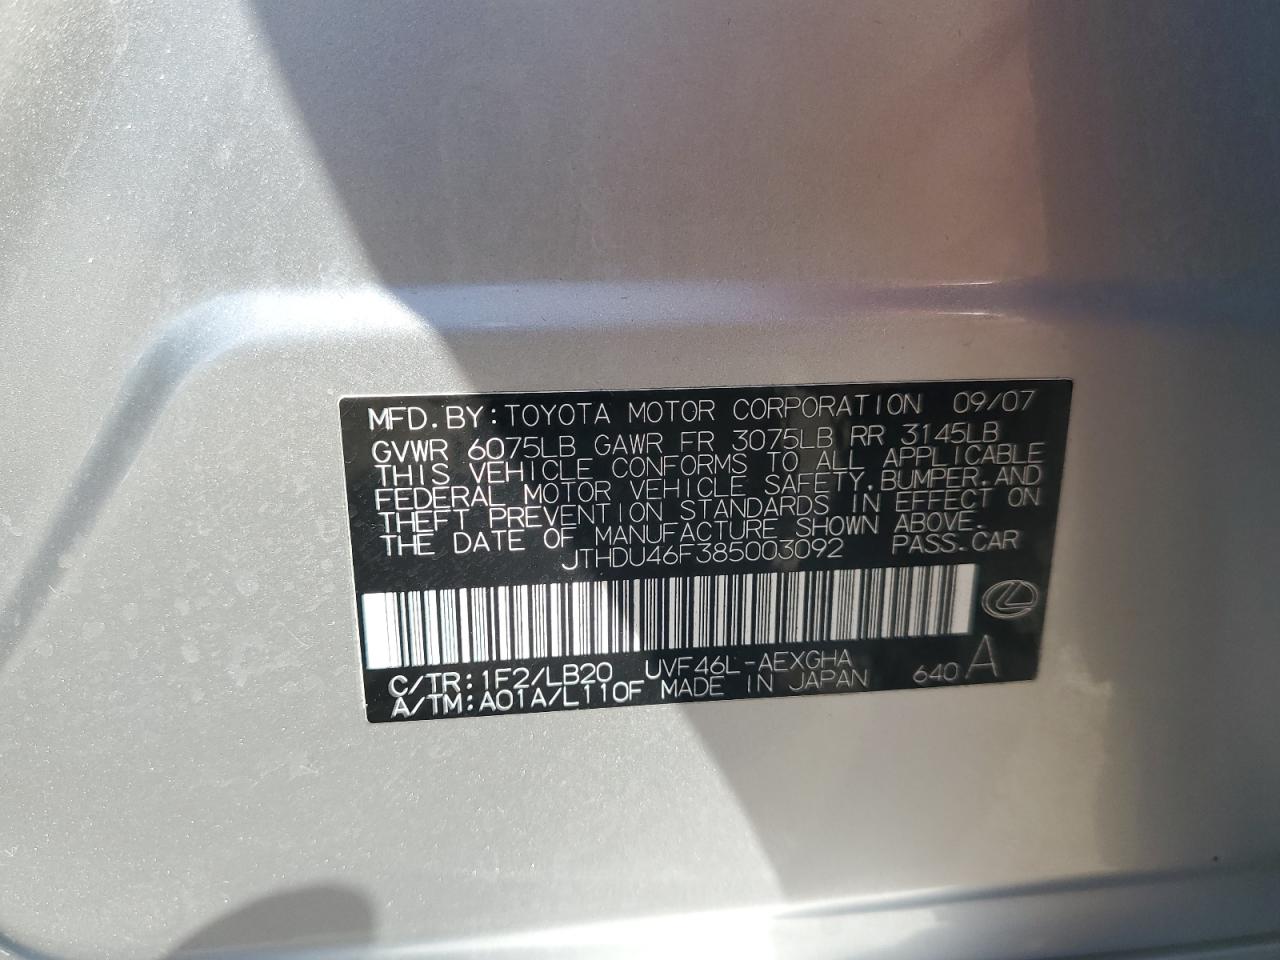 MFD. BY: TOYOTA MOTOR CORPORATION 09/07
GVWR 6075LB GAWR FR 3075LB RR 3145LB
THIS VEHICLE CONFORMS TO ALL APPLICABLE
FEDERAL MOTOR VEHICLE SAFETY, BUMPER, AND
THEFT PREVENTION STANDARDS IN EFFECT ON
THE DATE OF MANUFACTURE SHOWN ABOVE.
JTHDU46F385003092 PASS. CAR
C/TR: 1F2/LB20 UVF46L-AEXGHA
A/TM: A01A/L110F MADE IN JAPAN 640 A